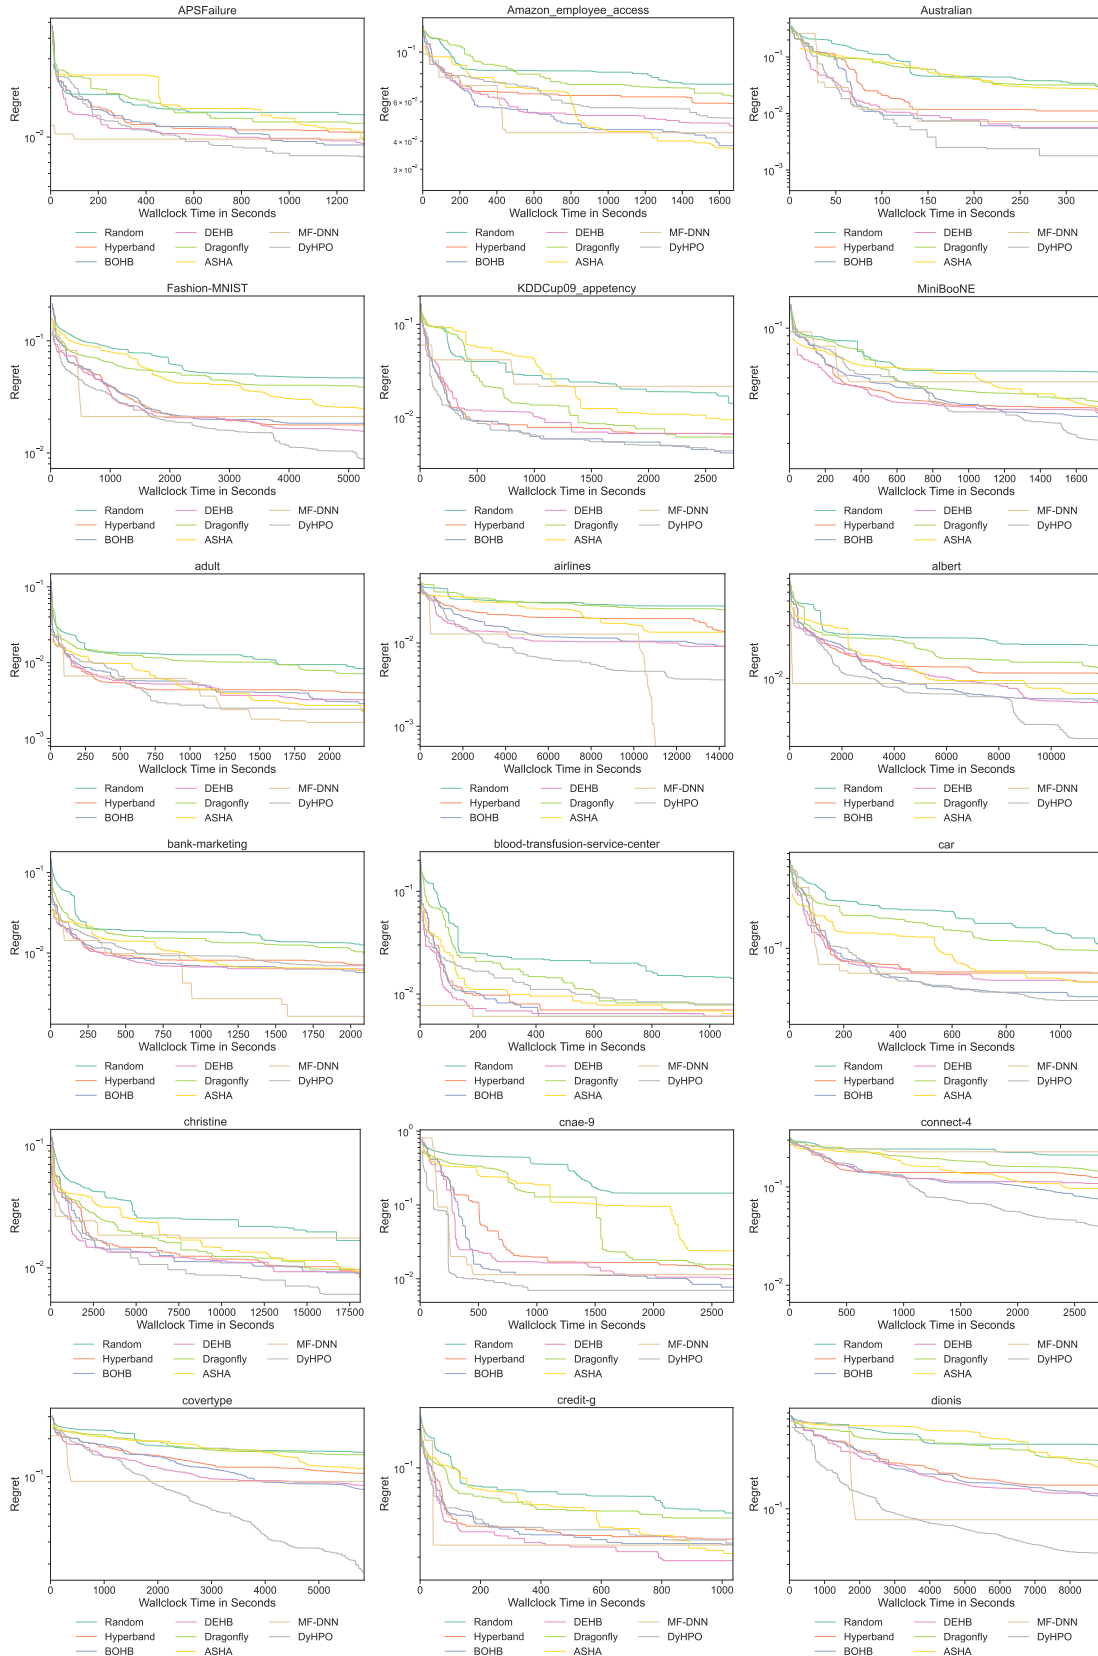 APSFailure
Regret
10⁻²
0 200 400 600 800 1000 1200
Wallclock Time in Seconds
Random DEHB MF-DNN
Hyperband Dragonfly DyHPO
BOHB ASHA
Amazon_employee_access
Regret
10⁻¹
6 × 10⁻²
4 × 10⁻²
3 × 10⁻²
0 200 400 600 800 1000 1200 1400 1600
Wallclock Time in Seconds
Random DEHB MF-DNN
Hyperband Dragonfly DyHPO
BOHB ASHA
Australian
Regret
10⁻¹
10⁻²
10⁻³
0 50 100 150 200 250 300
Wallclock Time in Seconds
Random DEHB MF-DNN
Hyperband Dragonfly DyHPO
BOHB ASHA
Fashion-MNIST
Regret
10⁻¹
10⁻²
0 1000 2000 3000 4000 5000
Wallclock Time in Seconds
Random DEHB MF-DNN
Hyperband Dragonfly DyHPO
BOHB ASHA
KDDCup09_appetency
Regret
10⁻¹
10⁻²
0 500 1000 1500 2000 2500
Wallclock Time in Seconds
Random DEHB MF-DNN
Hyperband Dragonfly DyHPO
BOHB ASHA
MiniBooNE
Regret
10⁻¹
0 200 400 600 800 1000 1200 1400 1600
Wallclock Time in Seconds
Random DEHB MF-DNN
Hyperband Dragonfly DyHPO
BOHB ASHA
adult
Regret
10⁻¹
10⁻²
10⁻³
0 250 500 750 1000 1250 1500 1750 2000
Wallclock Time in Seconds
Random DEHB MF-DNN
Hyperband Dragonfly DyHPO
BOHB ASHA
airlines
Regret
10⁻²
10⁻³
0 2000 4000 6000 8000 10000 12000 14000
Wallclock Time in Seconds
Random DEHB MF-DNN
Hyperband Dragonfly DyHPO
BOHB ASHA
albert
Regret
10⁻²
0 2000 4000 6000 8000 10000
Wallclock Time in Seconds
Random DEHB MF-DNN
Hyperband Dragonfly DyHPO
BOHB ASHA
bank-marketing
Regret
10⁻¹
10⁻²
0 250 500 750 1000 1250 1500 1750 2000
Wallclock Time in Seconds
Random DEHB MF-DNN
Hyperband Dragonfly DyHPO
BOHB ASHA
blood-transfusion-service-center
Regret
10⁻¹
10⁻²
0 200 400 600 800 1000
Wallclock Time in Seconds
Random DEHB MF-DNN
Hyperband Dragonfly DyHPO
BOHB ASHA
car
Regret
10⁻¹
0 200 400 600 800 1000
Wallclock Time in Seconds
Random DEHB MF-DNN
Hyperband Dragonfly DyHPO
BOHB ASHA
christine
Regret
10⁻¹
10⁻²
0 2500 5000 7500 10000 12500 15000 17500
Wallclock Time in Seconds
Random DEHB MF-DNN
Hyperband Dragonfly DyHPO
BOHB ASHA
cnae-9
Regret
10⁰
10⁻¹
10⁻²
0 500 1000 1500 2000 2500
Wallclock Time in Seconds
Random DEHB MF-DNN
Hyperband Dragonfly DyHPO
BOHB ASHA
connect-4
Regret
10⁻¹
10⁻²
0 500 1000 1500 2000 2500
Wallclock Time in Seconds
Random DEHB MF-DNN
Hyperband Dragonfly DyHPO
BOHB ASHA
covertype
Regret
10⁻¹
0 1000 2000 3000 4000 5000
Wallclock Time in Seconds
Random DEHB MF-DNN
Hyperband Dragonfly DyHPO
BOHB ASHA
credit-g
Regret
10⁻¹
0 200 400 600 800 1000
Wallclock Time in Seconds
Random DEHB MF-DNN
Hyperband Dragonfly DyHPO
BOHB ASHA
dionis
Regret
10⁻¹
0 1000 2000 3000 4000 5000 6000 7000 8000
Wallclock Time in Seconds
Random DEHB MF-DNN
Hyperband Dragonfly DyHPO
BOHB ASHA